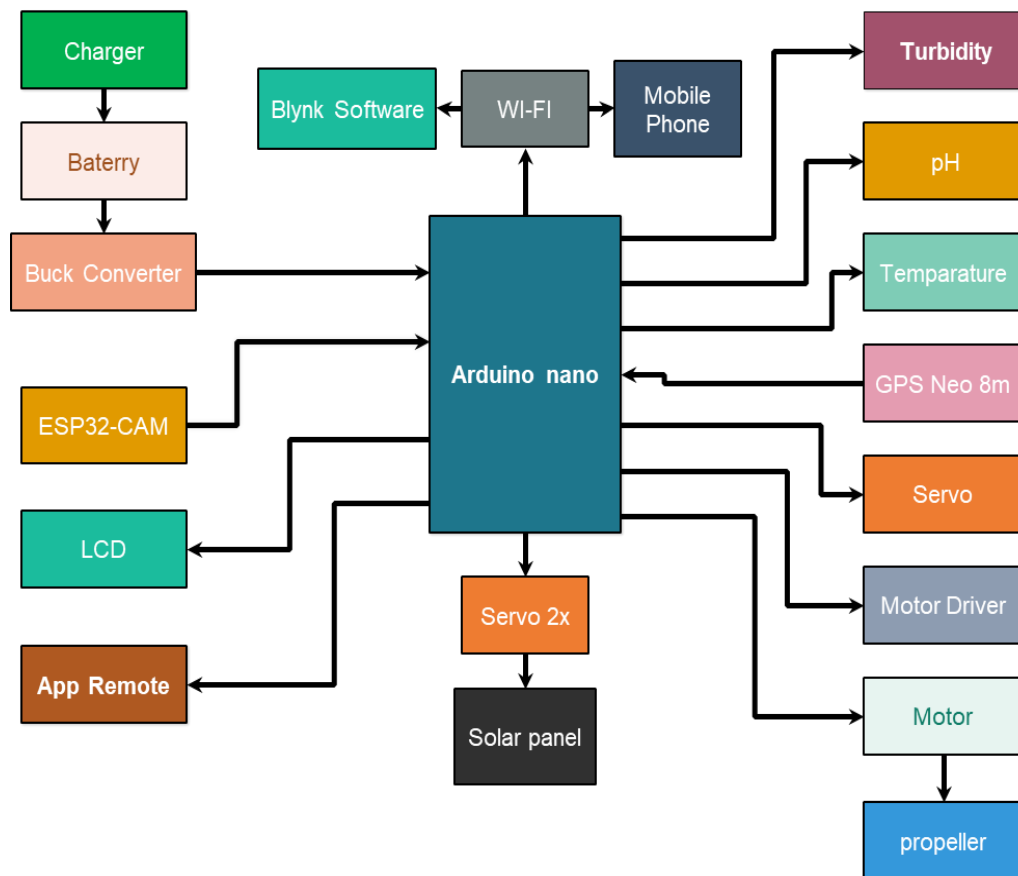 Charger
Baterry
Buck Converter
ESP32-CAM
LCD
App Remote
Blynk Software
WI-FI
Mobile
Phone
Arduino nano
Servo 2x
Solar panel
Turbidity
pH
Temparature
GPS Neo 8m
Servo
Motor Driver
Motor
propeller